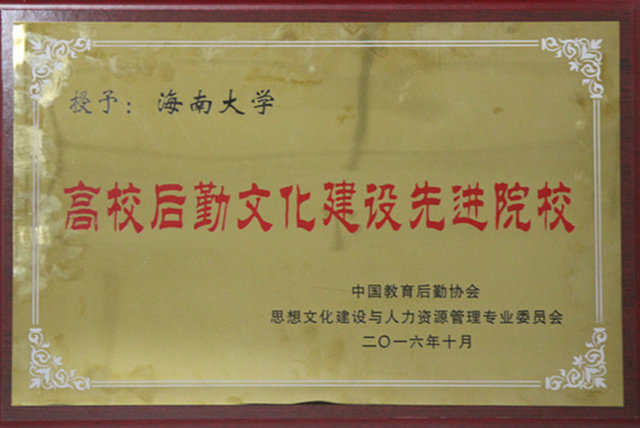 授予：海南大学
高校后勤文化建设先进院校
中国教育后勤协会
思想文化建设与人力资源管理专业委员会
二〇一六年十月